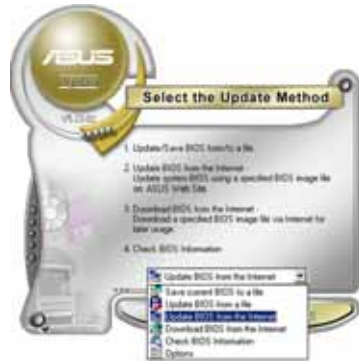 ASUS
Update
Select the Update Method
1. Update/Save BIOS from/to a file
2. Update BIOS from the Internet -
Update system BIOS using a specified BIOS image file
on ASUS Web Site.
3. Download BIOS from the Internet -
Download a specified BIOS image file via Internet for
later usage.
4. Check BIOS Information
Update BIOS from the Internet
Save current BIOS to a file
Update BIOS from a file
Update BIOS from the Internet
Download BIOS from the Internet
Check BIOS Information
Options